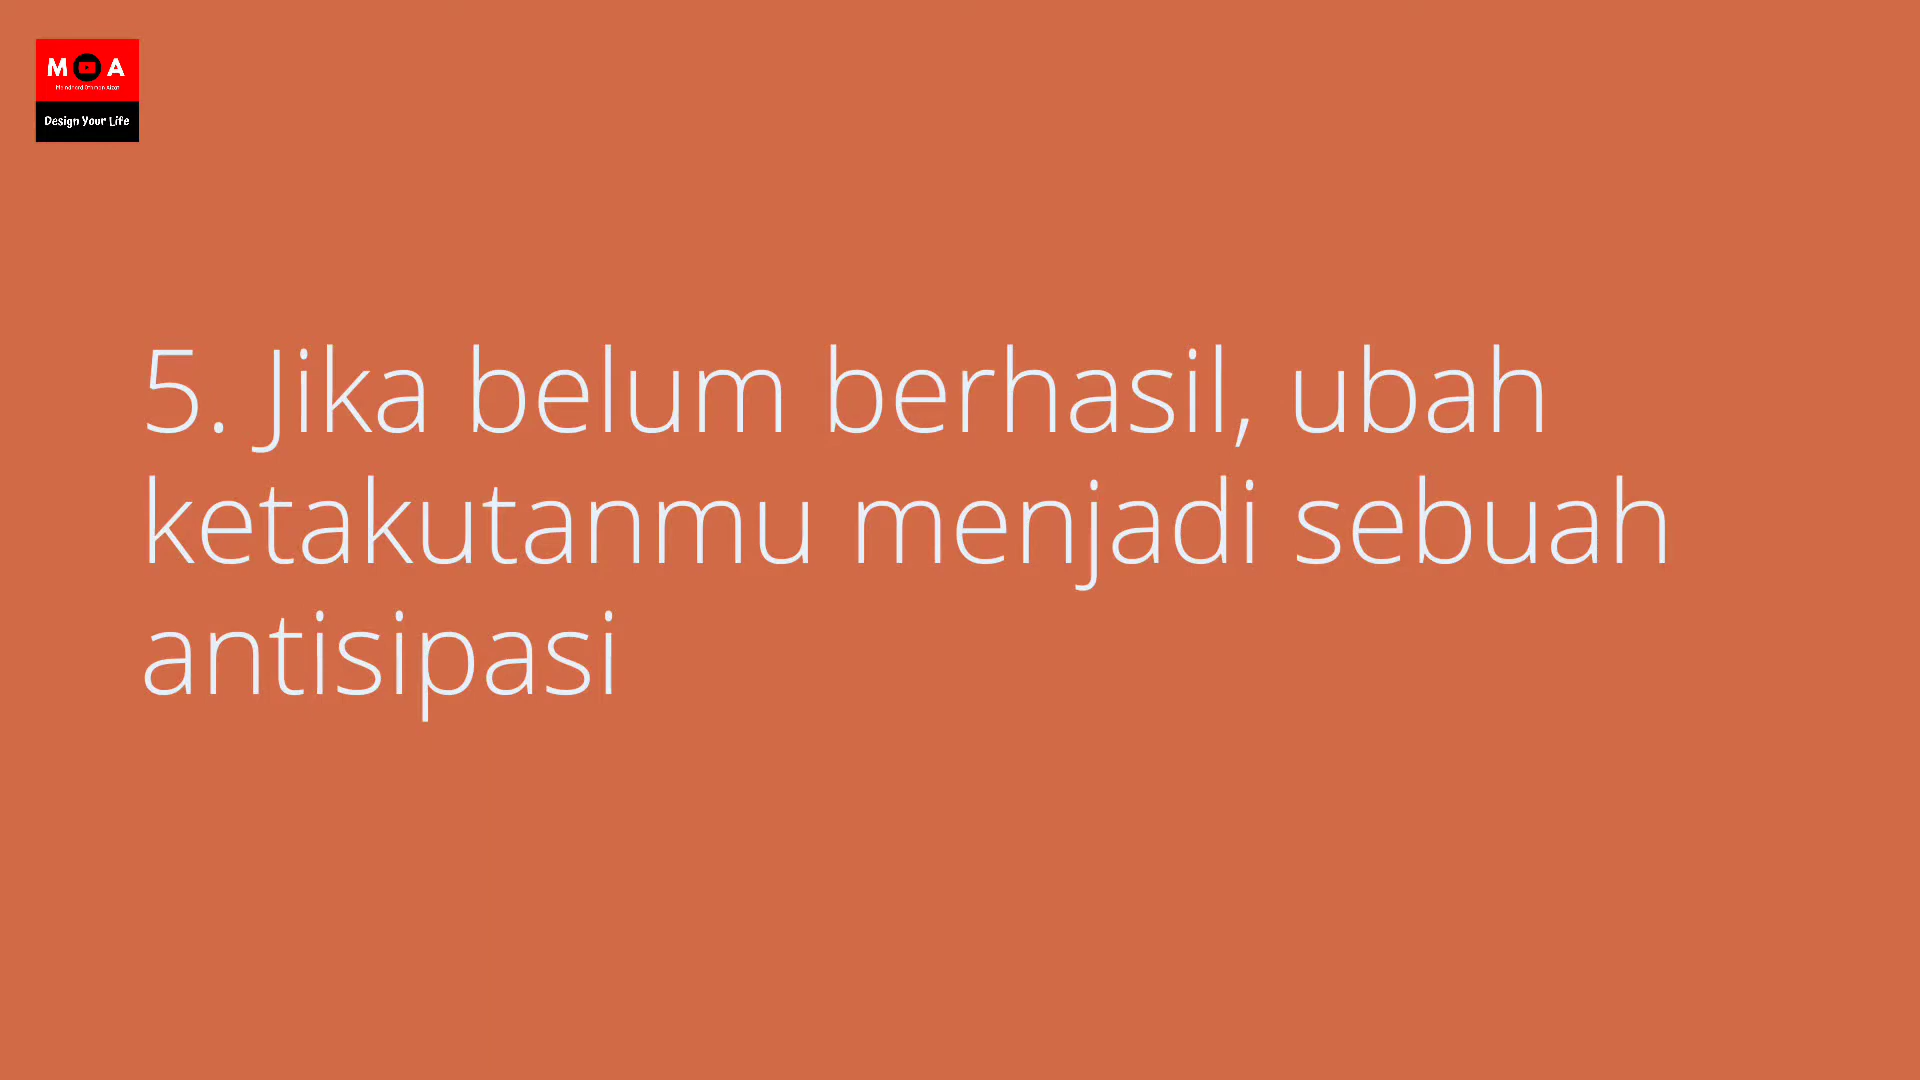 M A
Design Your Life
5. Jika belum berhasil, ubah
ketakutanmu menjadi sebuah
antisipasi